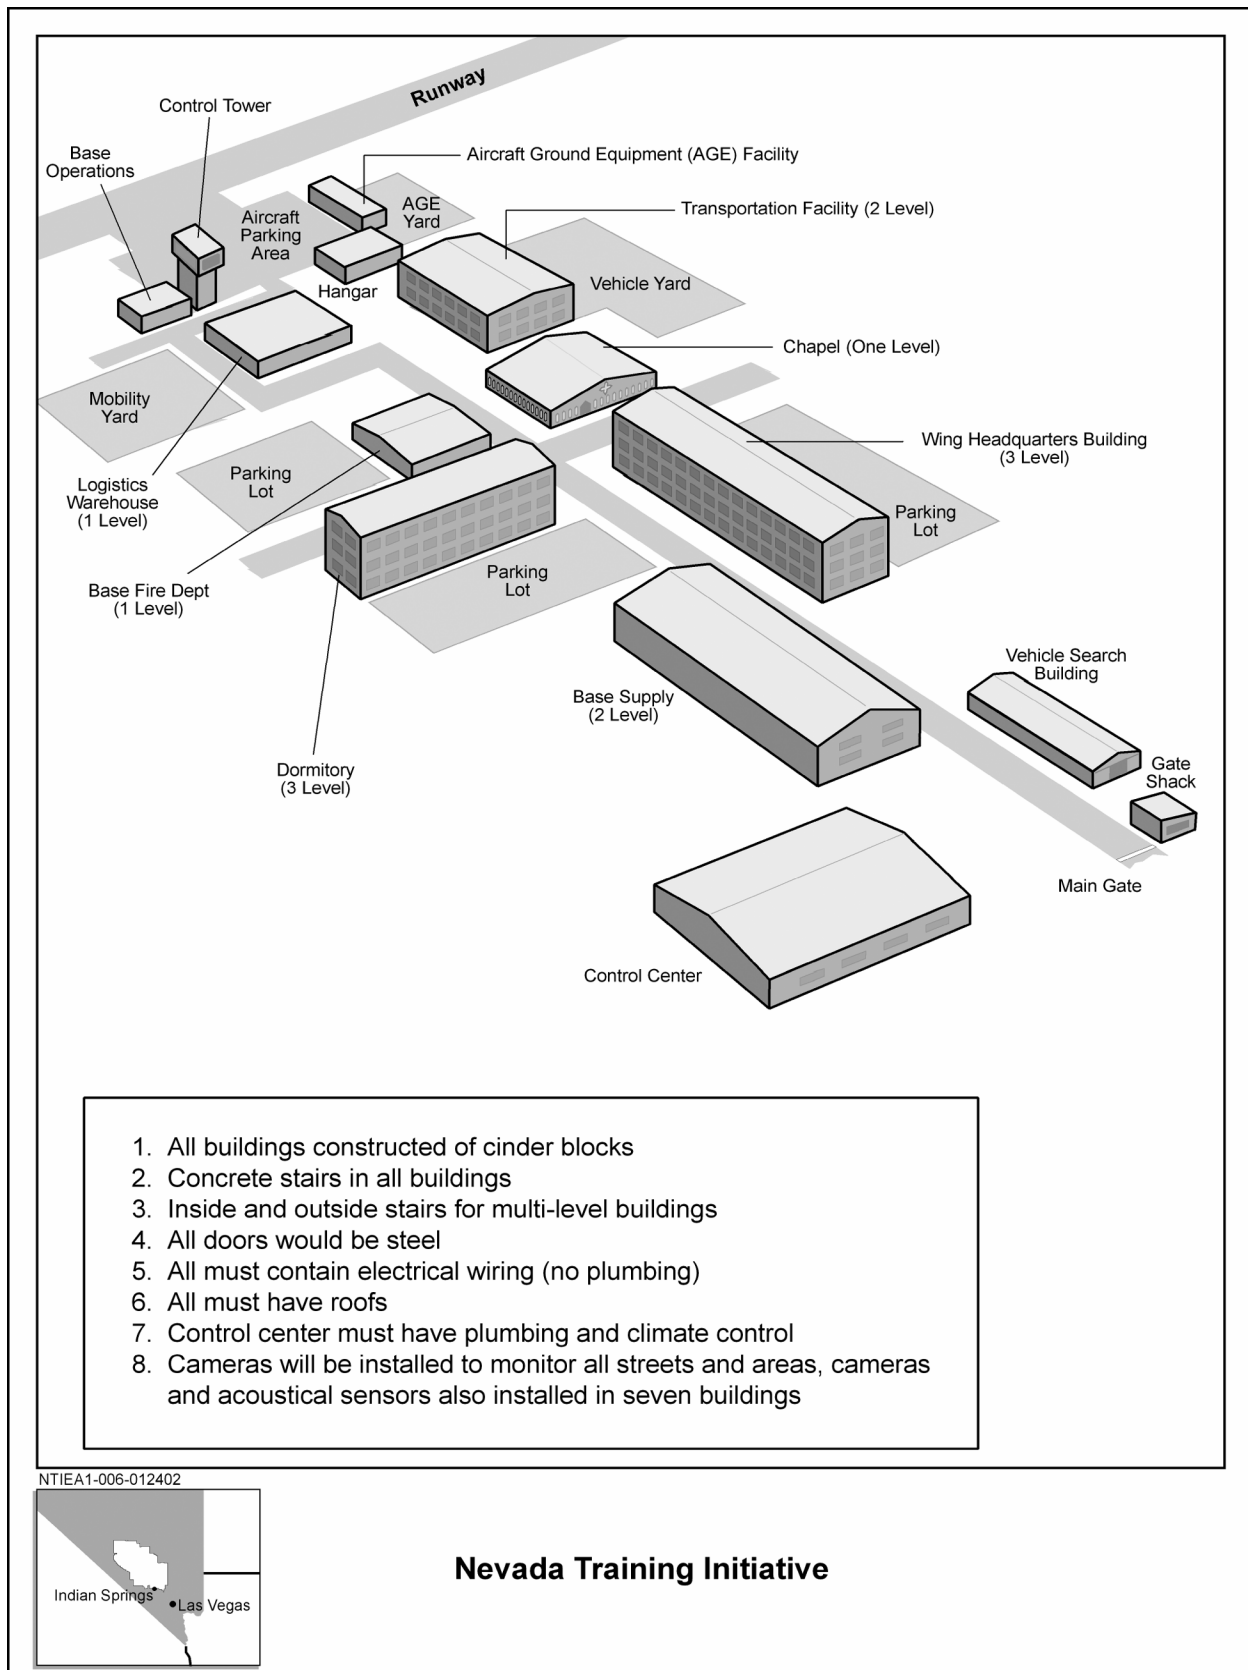 Runway
Control Tower
Base
Operations
Aircraft Ground Equipment (AGE) Facility
AGE
Yard
Aircraft
Parking
Area
Transportation Facility (2 Level)
Hangar
Vehicle Yard
Chapel (One Level)
Mobility
Yard
Wing Headquarters Building
(3 Level)
Parking
Lot
Logistics
Warehouse
(1 Level)
Parking
Lot
Parking
Lot
Base Fire Dept
(1 Level)
Vehicle Search
Building
Base Supply
(2 Level)
Dormitory
(3 Level)
Gate
Shack
Main Gate
Control Center
1. All buildings constructed of cinder blocks
2. Concrete stairs in all buildings
3. Inside and outside stairs for multi-level buildings
4. All doors would be steel
5. All must contain electrical wiring (no plumbing)
6. All must have roofs
7. Control center must have plumbing and climate control
8. Cameras will be installed to monitor all streets and areas, cameras
and acoustical sensors also installed in seven buildings
NTIEA1-006-012402
Indian Springs
Las Vegas
Nevada Training Initiative